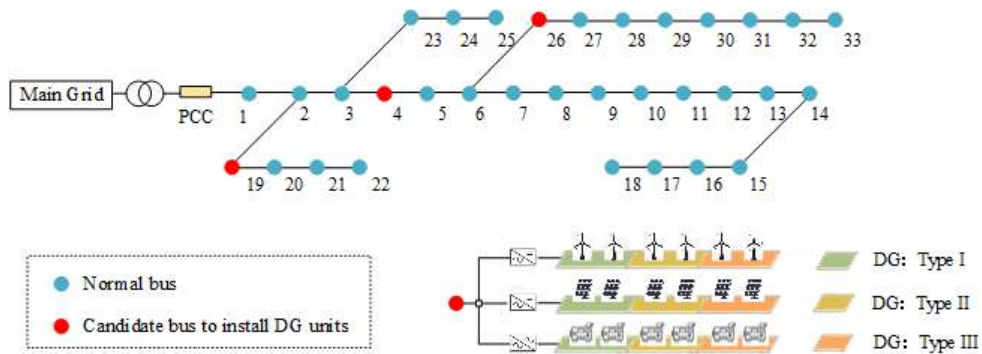 23 24 25 26 27 28 29 30 31 32 33
Main Grid
PCC 1 2 3 4 5 6 7 8 9 10 11 12 13 14
19 20 21 22 18 17 16 15
Normal bus
Candidate bus to install DG units
DG: Type I
DG: Type II
DG: Type III